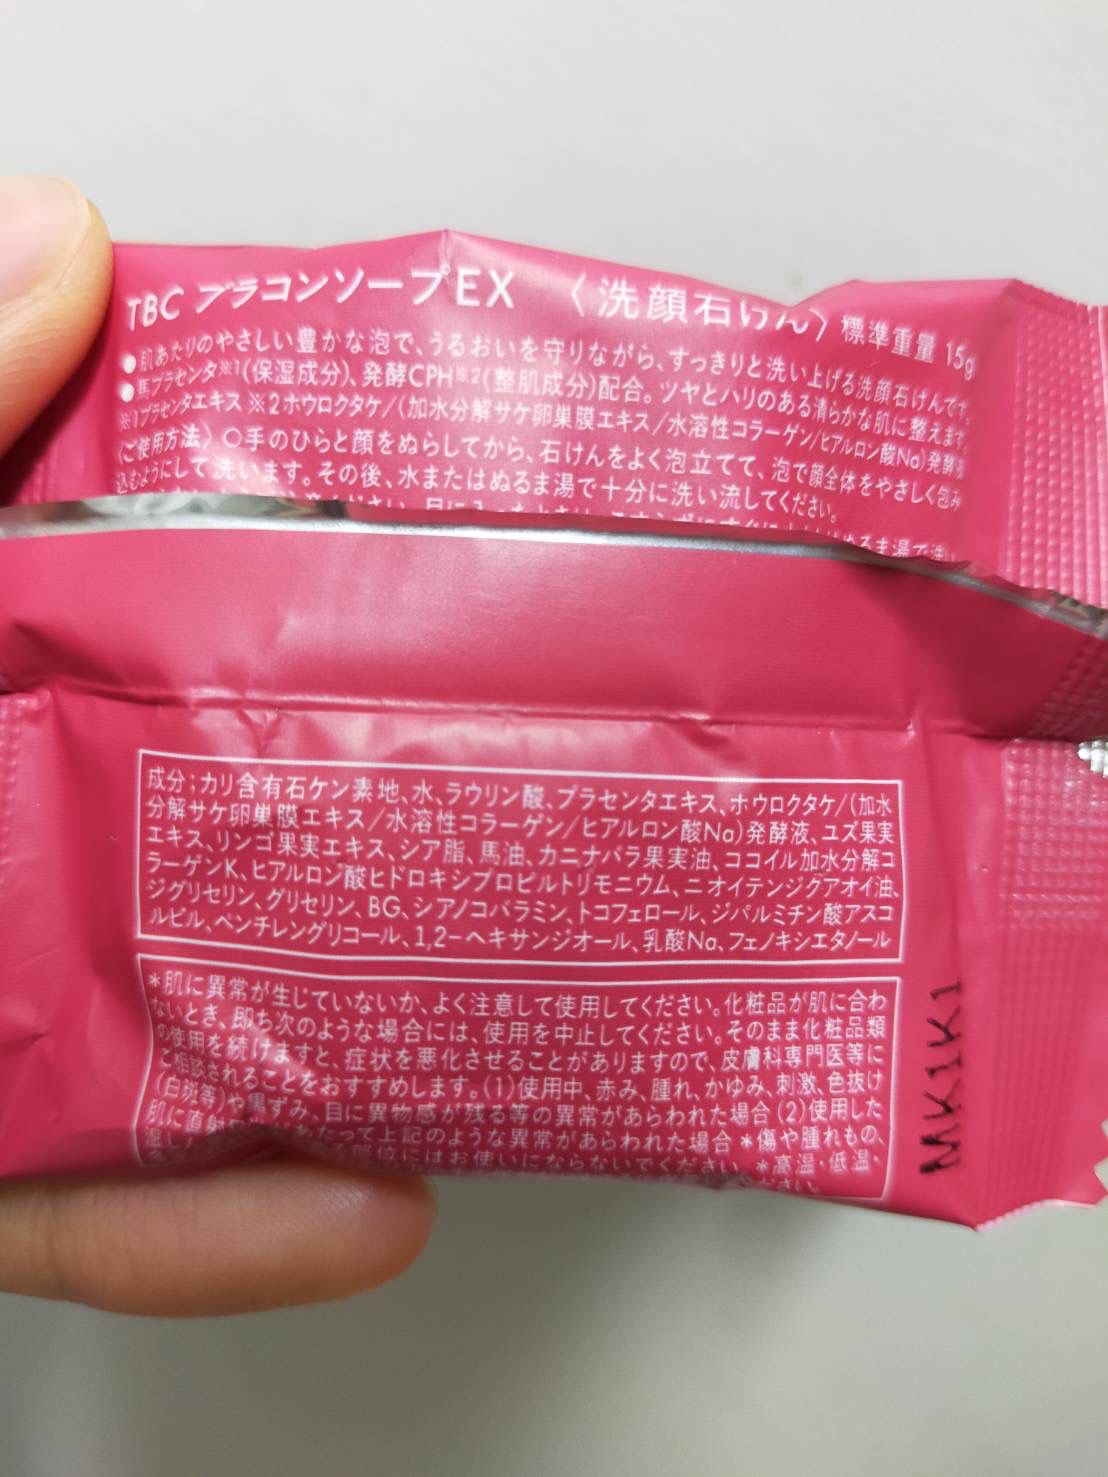 TBC プラコンソープEX 〈洗顔石けん〉 標準重量 15g
●肌あたりのやさしい豊かな泡で、うるおいを守りながら、すっきりと洗い上げる洗顔石けんです
●馬プラセンタ※1(保湿成分)、発酵CPH※2(整肌成分)配合。ツヤとハリのある清らかな肌に整えます
※1プラセンタエキス ※2ホウロクタケ/(加水分解サケ卵巣膜エキス/水溶性コラーゲン/ヒアルロン酸Na)発酵液
〈ご使用方法〉○手のひらと顔をぬらしてから、石けんをよく泡立てて、泡で顔全体をやさしく包み
込むようにして洗います。その後、水またはぬるま湯で十分に洗い流してください。
ぬるま湯で洗い
成分:カリ含有石ケン素地、水、ラウリン酸、プラセンタエキス、ホウロクタケ/(加水
分解サケ卵巣膜エキス/水溶性コラーゲン/ヒアルロン酸Na)発酵液、ユズ果実
エキス、リンゴ果実エキス、シア脂、馬油、カニナバラ果実油、ココイル加水分解コ
ラーゲンK、ヒアルロン酸ヒドロキシプロピルトリモニウム、ニオイテンジクアオイ油、
ジグリセリン、グリセリン、BG、シアノコバラミン、トコフェロール、ジパルミチン酸アスコ
ルビル、ペンチレングリコール、1,2-ヘキサンジオール、乳酸Na、フェノキシエタノール
*肌に異常が生じていないか、よく注意して使用してください。化粧品が肌に合わ
ないとき、即ち次のような場合には、使用を中止してください。そのまま化粧品類
の使用を続けますと、症状を悪化させることがありますので、皮膚科専門医等に
ご相談されることをおすすめします。(1)使用中、赤み、腫れ、かゆみ、刺激、色抜け
(白斑等)や黒ずみ、目に異物感が残る等の異常があらわれた場合 (2)使用した
肌に直射 あたって上記のような異常があらわれた場合 *傷や腫れもの、
湿しん 部位にはお使いにならないでください。*高温・低温・
ださい。
MK1K1